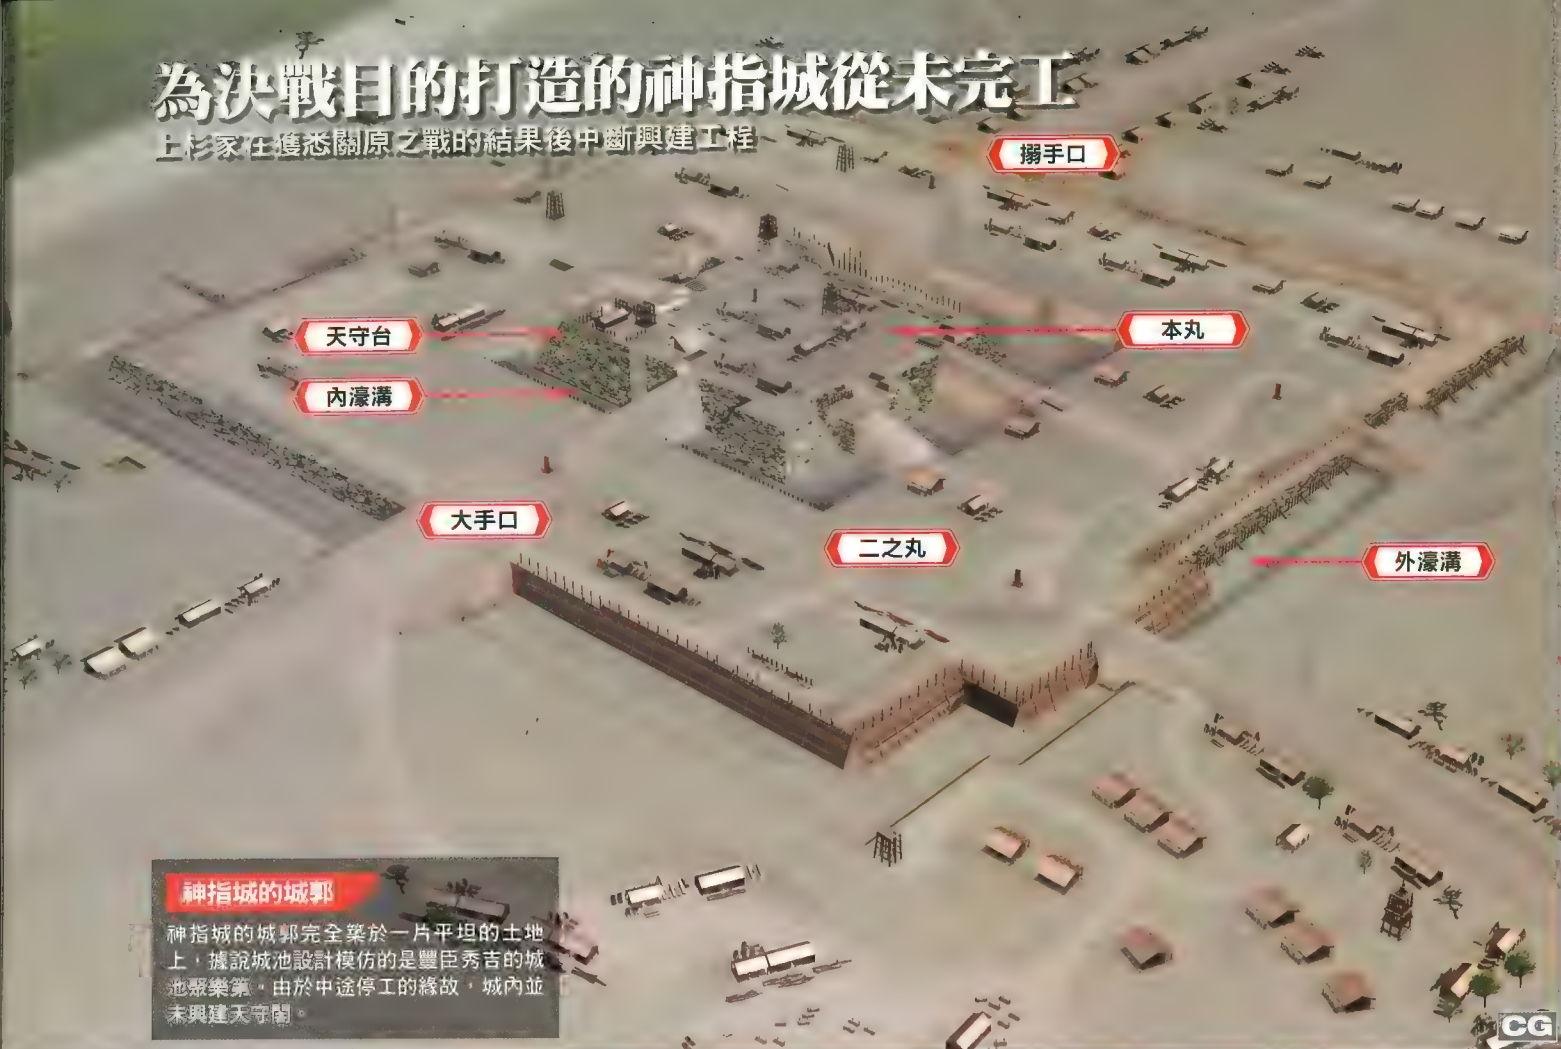 為決戰目的打造的神指城從未完工
上杉家在獲悉關原之戰的結果後中斷興建工程
搦手口
天守台
本丸
內濠溝
大手口
二之丸
外濠溝
神指城的城郭
神指城的城郭完全築於一片平坦的土地
上，據說城池設計模仿的是豐臣秀吉的城
池聚樂第。由於中途停工的緣故，城內並
未興建天守閣。
CG